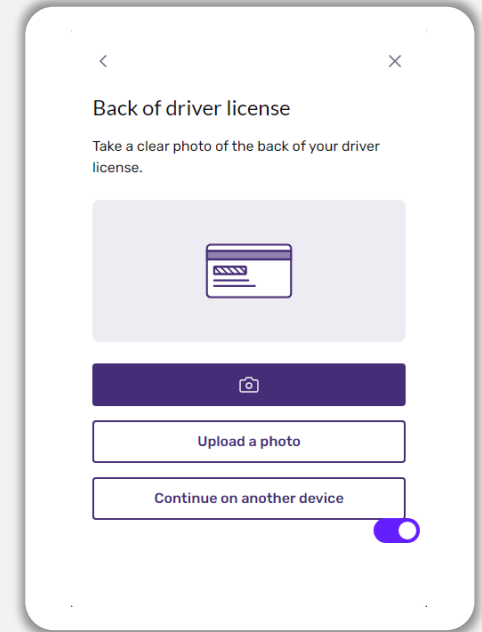 Back of driver license
Take a clear photo of the back of your driver
license.
Upload a photo
Continue on another device